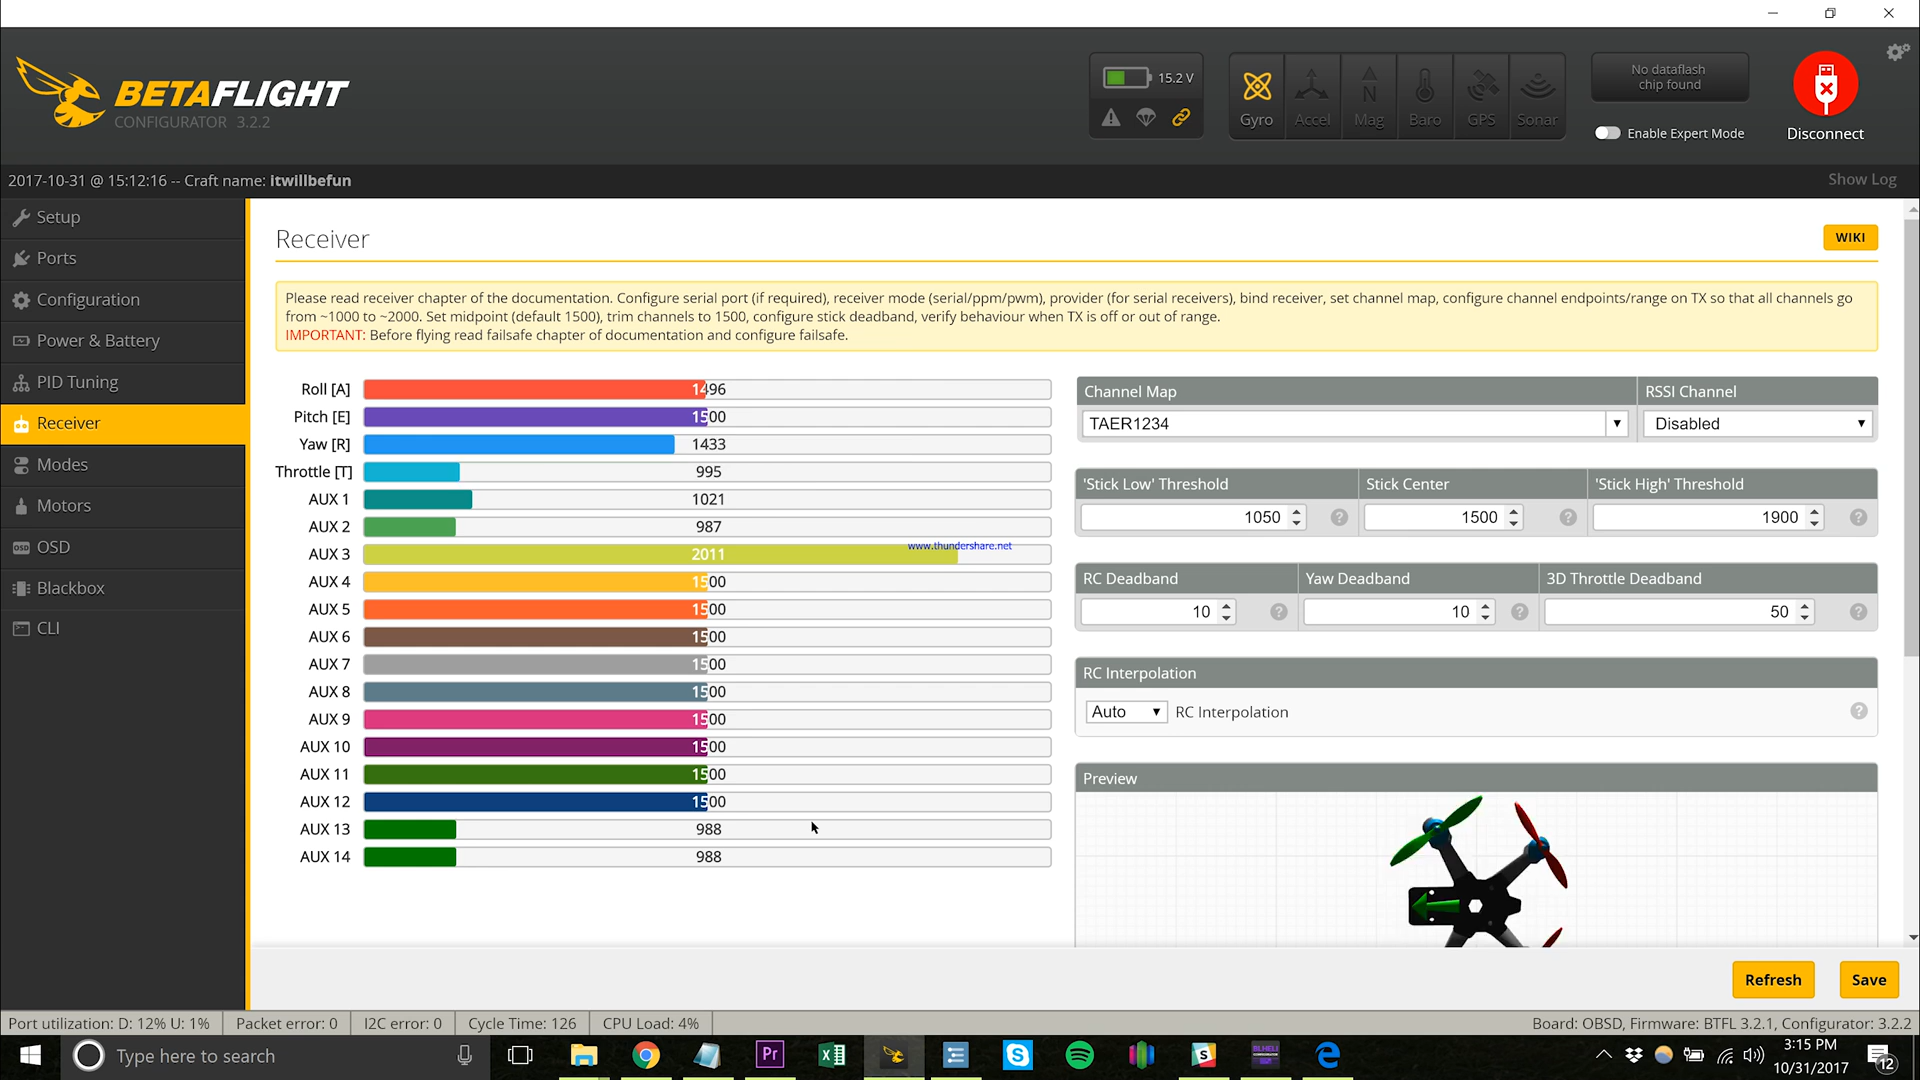 BETAFLIGHT
CONFIGURATOR 3.2.2
15.2 V
Gyro
Accel
Mag
Baro
GPS
Sonar
No dataflash
chip found
Enable Expert Mode
Disconnect
2017-10-31 @ 15:12:16 -- Craft name: itwillbefun
Show Log
Setup
Ports
Configuration
Power & Battery
PID Tuning
Receiver
Modes
Motors
OSD
Blackbox
CLI
Receiver
WIKI
Please read receiver chapter of the documentation. Configure serial port (if required), receiver mode (serial/ppm/pwm), provider (for serial receivers), bind receiver, set channel map, configure channel endpoints/range on TX so that all channels go
from ~1000 to ~2000. Set midpoint (default 1500), trim channels to 1500, configure stick deadband, verify behaviour when TX is off or out of range.
IMPORTANT: Before flying read failsafe chapter of documentation and configure failsafe.
Roll [A] 1496
Pitch [E] 1500
Yaw [R] 1433
Throttle [T] 995
AUX 1 1021
AUX 2 987
AUX 3 2011
www.thundershare.net
AUX 4 1500
AUX 5 1500
AUX 6 1500
AUX 7 1500
AUX 8 1500
AUX 9 1500
AUX 10 1500
AUX 11 1500
AUX 12 1500
AUX 13 988
AUX 14 988
Channel Map RSSI Channel
TAER1234 Disabled
'Stick Low' Threshold Stick Center 'Stick High' Threshold
1050 1500 1900
RC Deadband Yaw Deadband 3D Throttle Deadband
10 10 50
RC Interpolation
Auto RC Interpolation
Preview
Refresh Save
Port utilization: D: 12% U: 1% Packet error: 0 I2C error: 0 Cycle Time: 126 CPU Load: 4% Board: OBSD, Firmware: BTFL 3.2.1, Configurator: 3.2.2
Type here to search
Pr
3:15 PM
10/31/2017
12